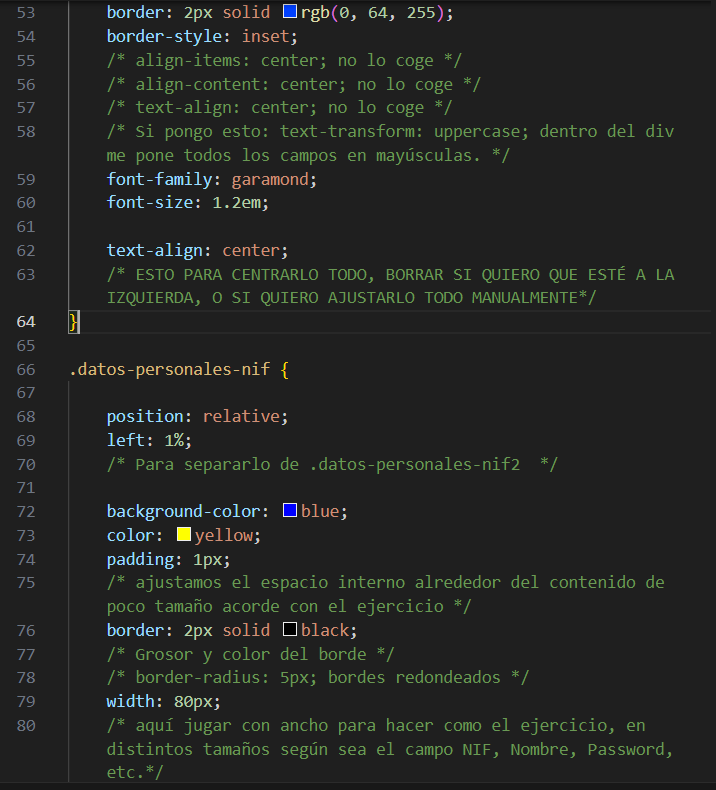 53 border: 2px solid rgb(0, 64, 255);
54 border-style: inset;
55 /* align-items: center; no lo coge */
56 /* align-content: center; no lo coge */
57 /* text-align: center; no lo coge */
58 /* Si pongo esto: text-transform: uppercase; dentro del div
me pone todos los campos en mayúsculas. */
59 font-family: garamond;
60 font-size: 1.2em;
61
62 text-align: center;
63 /* ESTO PARA CENTRARLO TODO, BORRAR SI QUIERO QUE ESTÉ A LA
IZQUIERDA, O SI QUIERO AJUSTARLO TODO MANUALMENTE*/
64 }
65
66 .datos-personales-nif {
67
68 position: relative;
69 left: 1%;
70 /* Para separarlo de .datos-personales-nif2  */
71
72 background-color: blue;
73 color: yellow;
74 padding: 1px;
75 /* ajustamos el espacio interno alrededor del contenido de
poco tamaño acorde con el ejercicio */
76 border: 2px solid black;
77 /* Grosor y color del borde */
78 /* border-radius: 5px; bordes redondeados */
79 width: 80px;
80 /* aquí jugar con ancho para hacer como el ejercicio, en
distintos tamaños según sea el campo NIF, Nombre, Password,
etc.*/